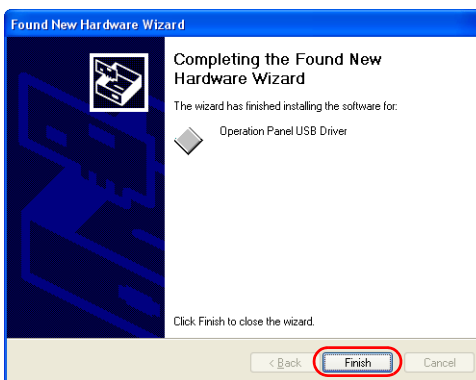 Found New Hardware Wizard
Completing the Found New
Hardware Wizard
The wizard has finished installing the software for:
Operation Panel USB Driver
Click Finish to close the wizard.
< Back
Finish
Cancel